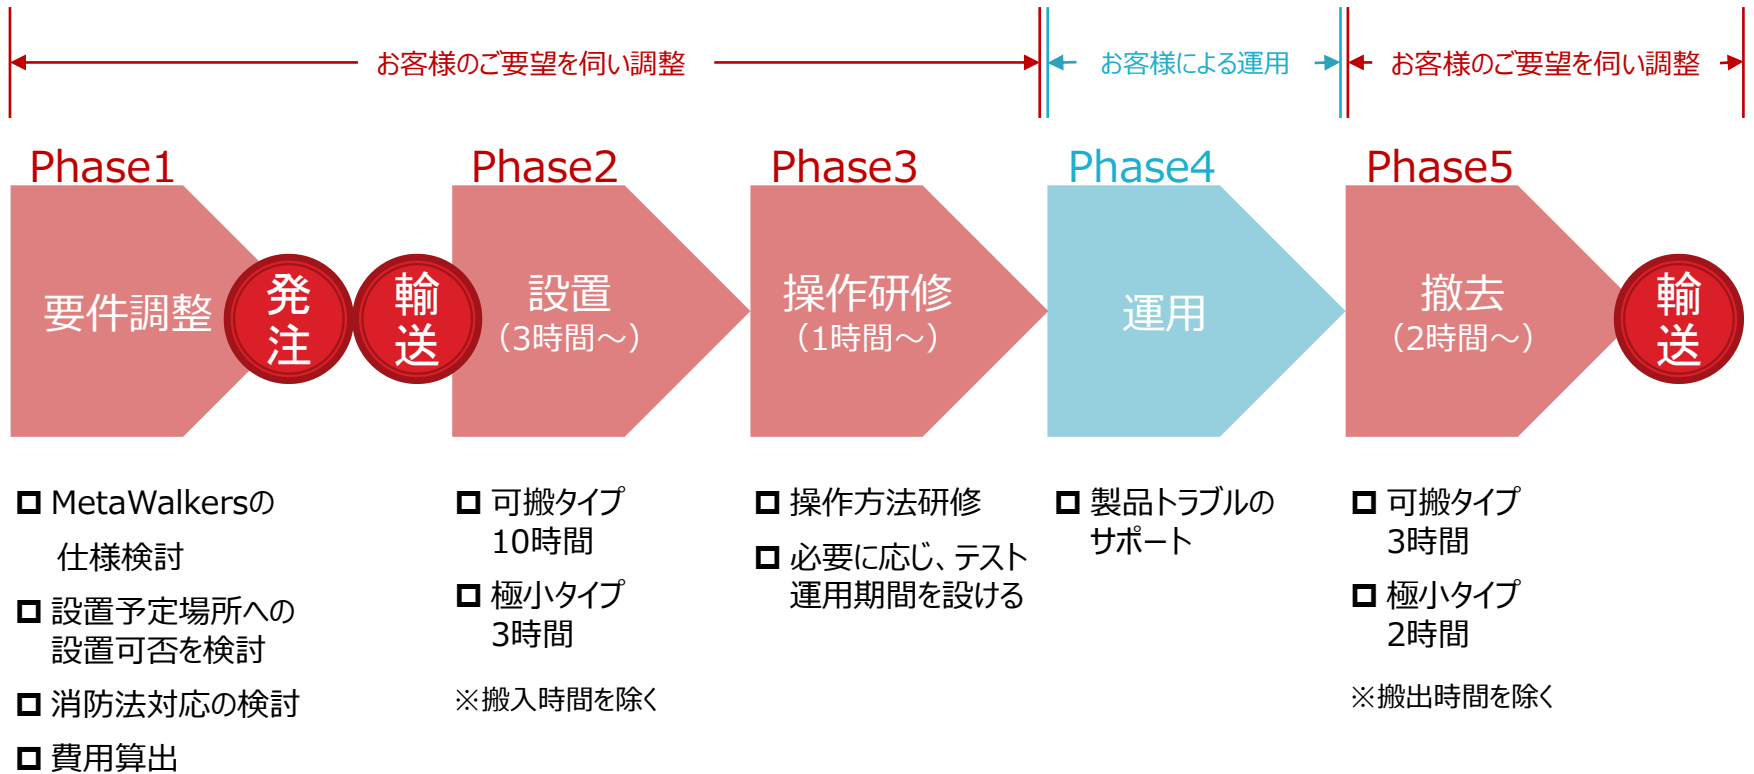 お客様のご要望を伺い調整
お客様による運用
お客様のご要望を伺い調整
Phase1
Phase2
Phase3
Phase4
Phase5
要件調整
発
注
輸
送
設置
（3時間～）
操作研修
（1時間～）
運用
撤去
（2時間～）
輸
送
MetaWalkersの
仕様検討
設置予定場所への
設置可否を検討
消防法対応の検討
費用算出
可搬タイプ
10時間
極小タイプ
3時間
※搬入時間を除く
操作方法研修
必要に応じ、テスト
運用期間を設ける
製品トラブルの
サポート
可搬タイプ
3時間
極小タイプ
2時間
※搬出時間を除く